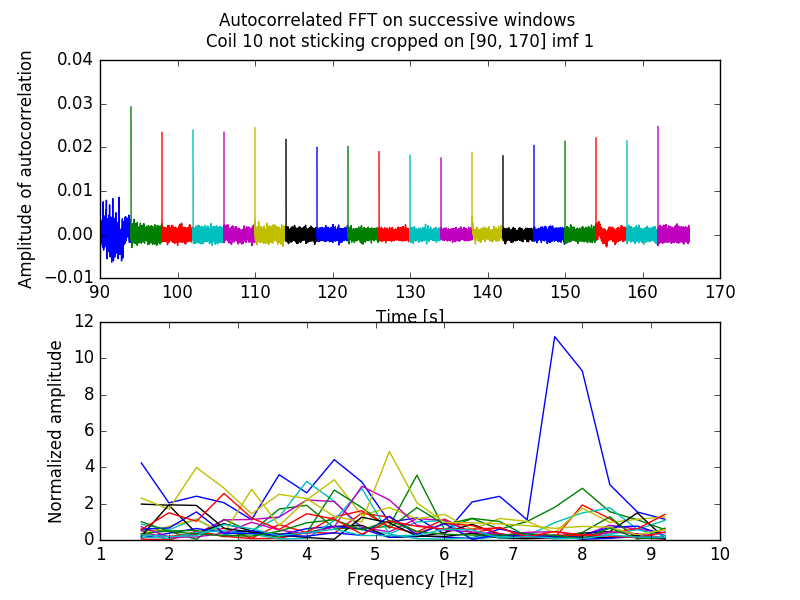 Autocorrelated FFT on successive windows
Coil 10 not sticking cropped on [90, 170] imf 1
Amplitude of autocorrelation
0.04
0.03
0.02
0.01
0.00
−0.01
90 100 110 120 130 140 150 160 170
Time [s]
Normalized amplitude
12
10
8
6
4
2
0
1 2 3 4 5 6 7 8 9 10
Frequency [Hz]